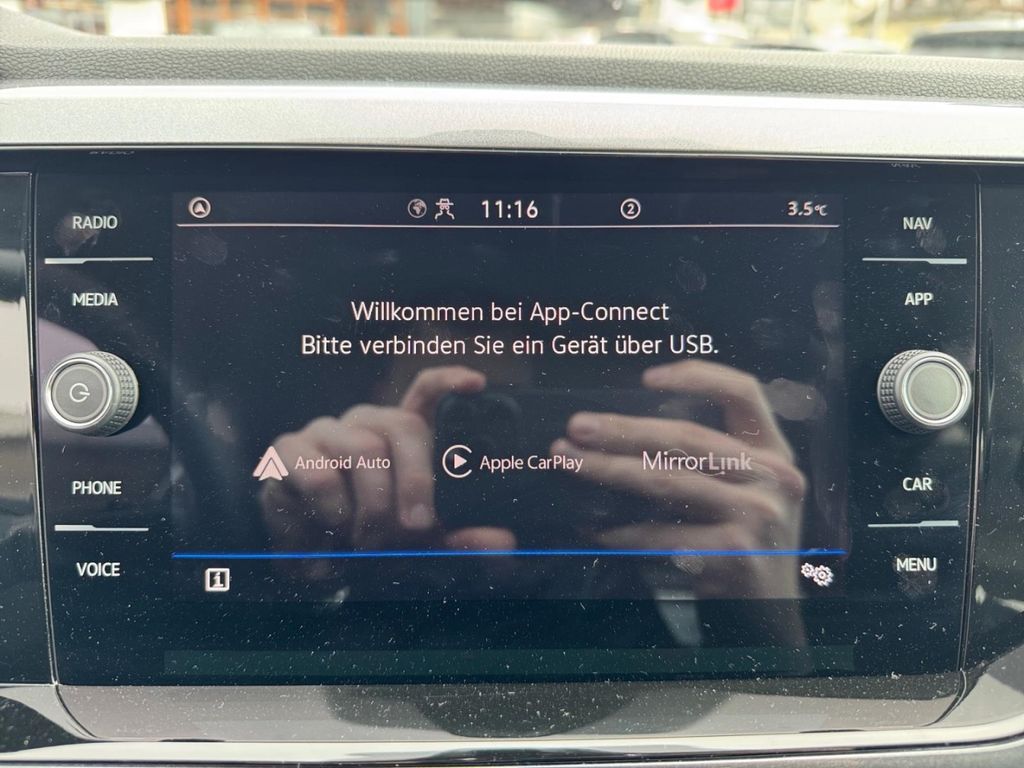 RADIO
MEDIA
PHONE
VOICE
11:16
2
3.5°C
Willkommen bei App-Connect
Bitte verbinden Sie ein Gerät über USB.
Android Auto
Apple CarPlay
MirrorLink
NAV
APP
CAR
MENU